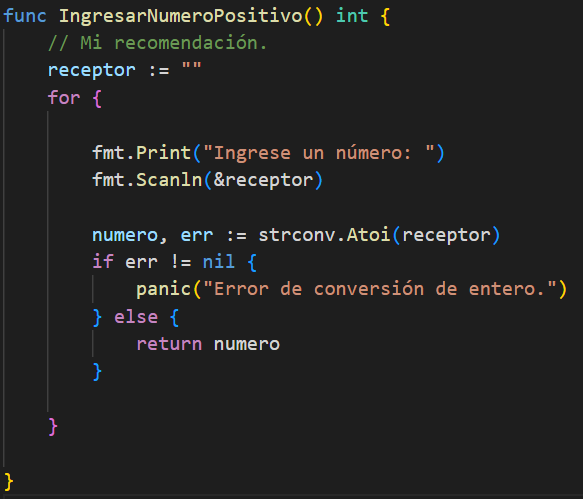 func IngresarNumeroPositivo() int {
    // Mi recomendación.
    receptor := ""
    for {

        fmt.Print("Ingrese un número: ")
        fmt.Scanln(&receptor)

        numero, err := strconv.Atoi(receptor)
        if err != nil {
            panic("Error de conversión de entero.")
        } else {
            return numero
        }

    }

}